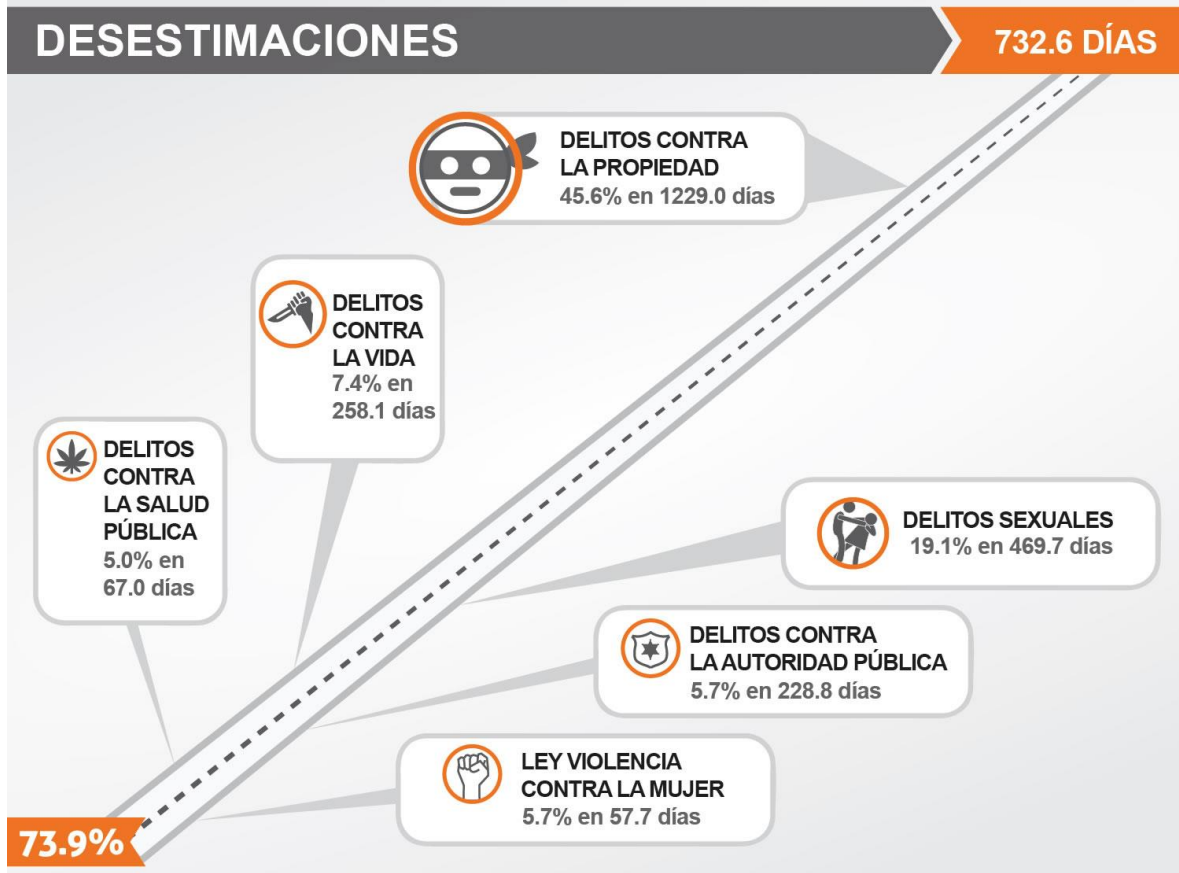 DESESTIMACIONES
732.6 DÍAS
DELITOS CONTRA
LA PROPIEDAD
45.6% en 1229.0 días
DELITOS
CONTRA
LA VIDA
7.4% en
258.1 días
DELITOS
CONTRA
LA SALUD
PÚBLICA
5.0% en
67.0 días
DELITOS SEXUALES
19.1% en 469.7 días
DELITOS CONTRA
LA AUTORIDAD PÚBLICA
5.7% en 228.8 días
LEY VIOLENCIA
CONTRA LA MUJER
5.7% en 57.7 días
73.9%